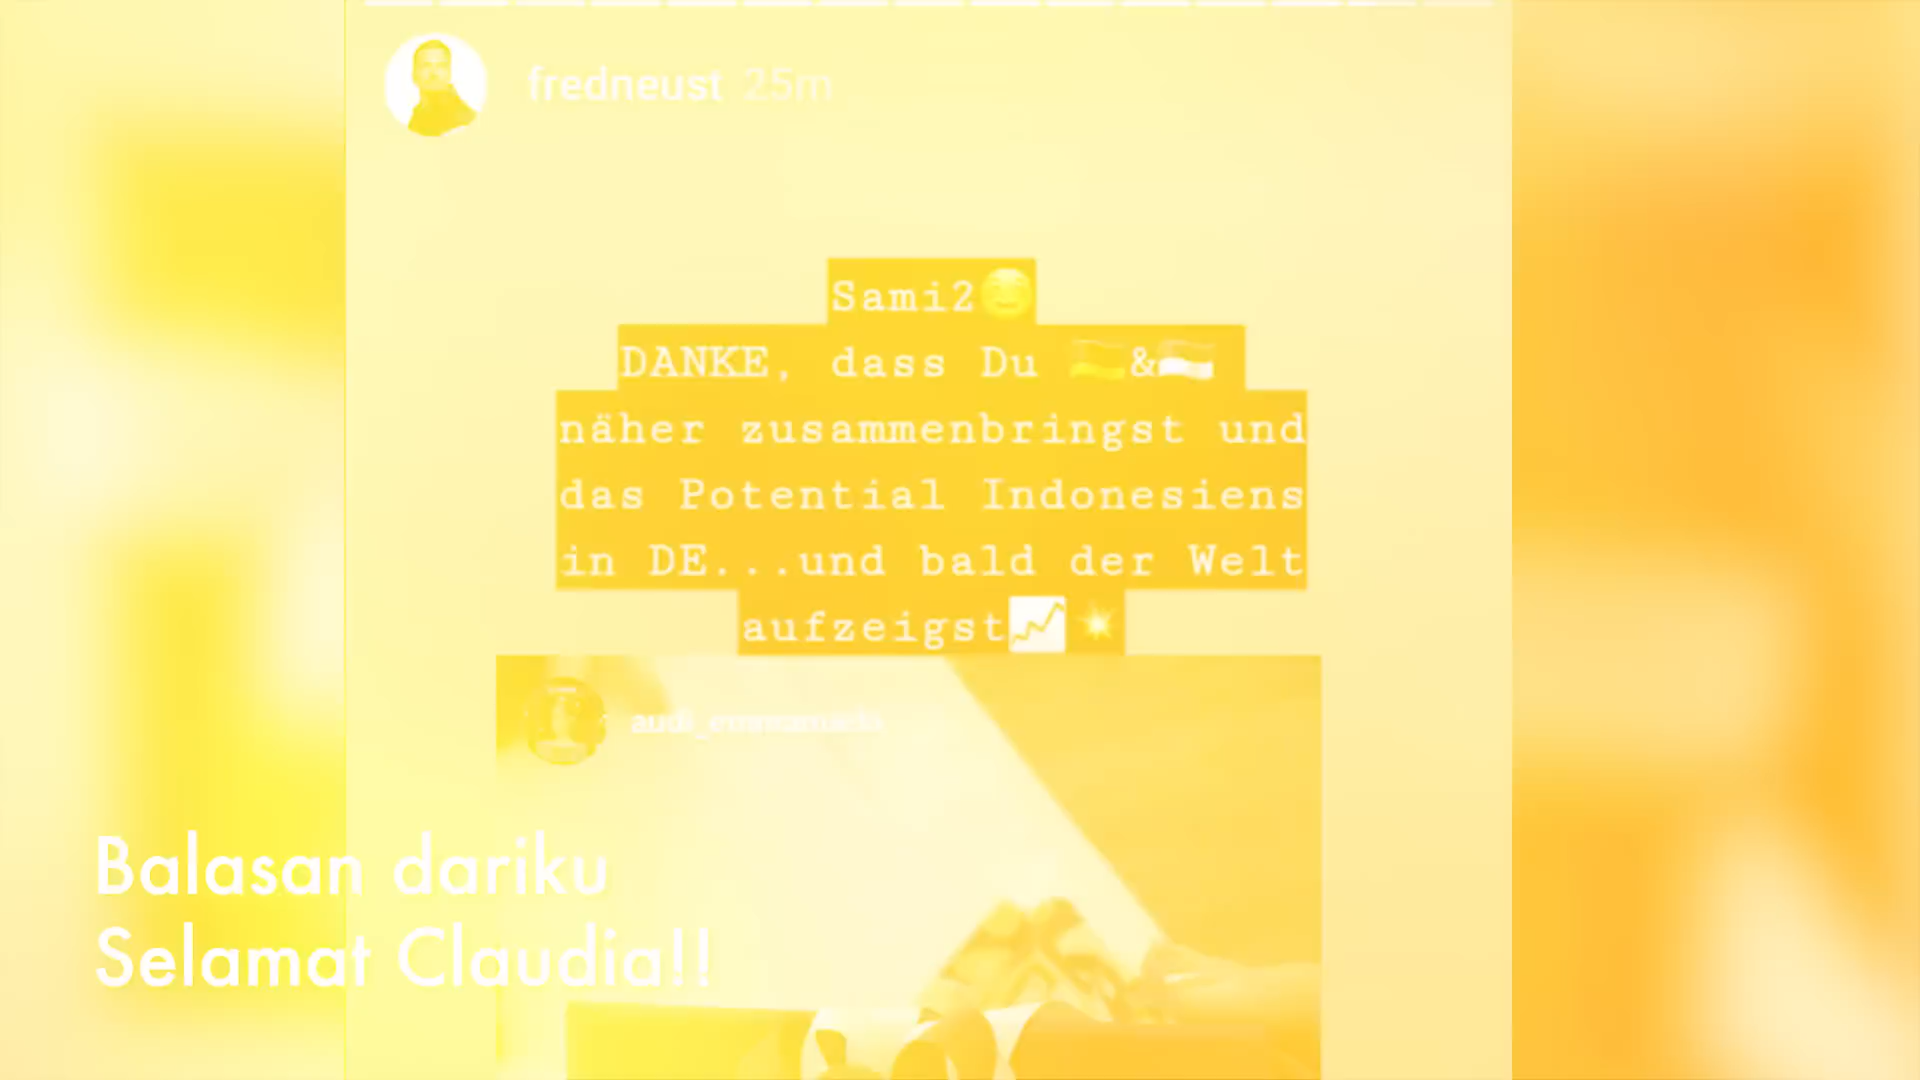 fredneust 25m
Sami2😊
DANKE, dass Du 🇩🇪&🇮🇩
näher zusammenbringst und
das Potential Indonesiens
in DE...und bald der Welt
aufzeigst📈💥
Balasan dariku
Selamat Claudia!!